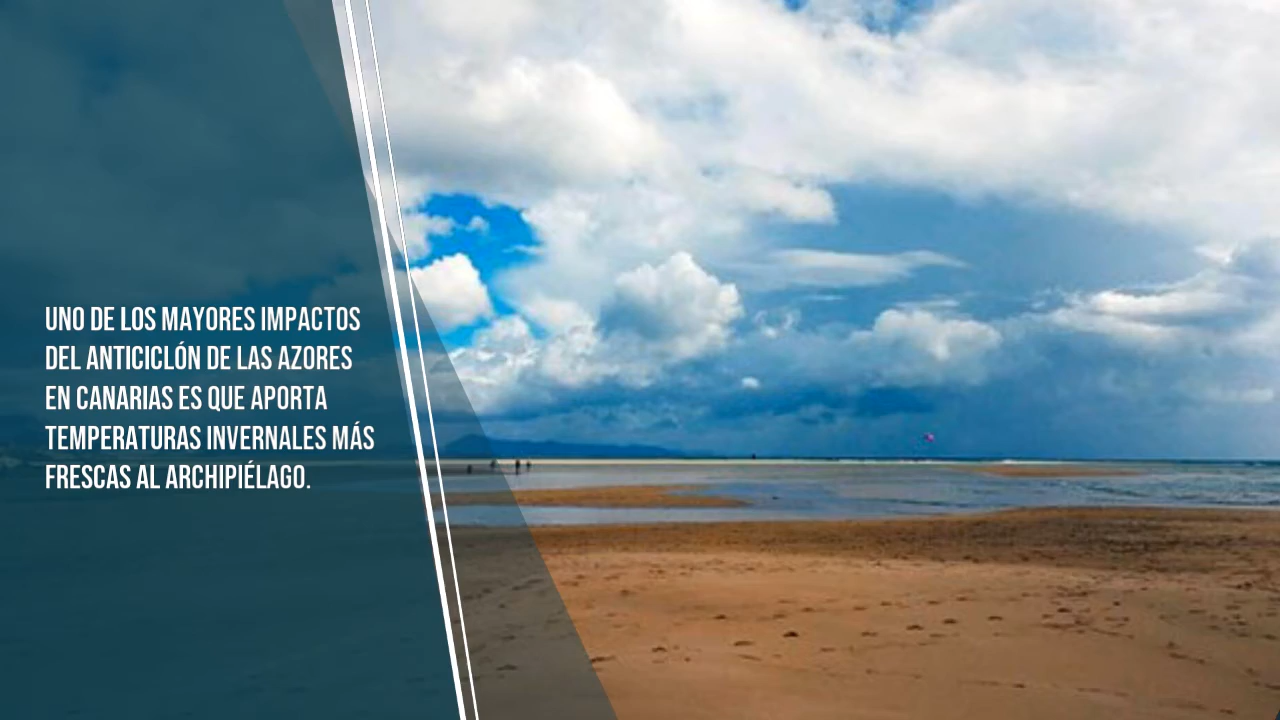 UNO DE LOS MAYORES IMPACTOS
DEL ANTICICLÓN DE LAS AZORES
EN CANARIAS ES QUE APORTA
TEMPERATURAS INVERNALES MÁS
FRESCAS AL ARCHIPIÉLAGO.